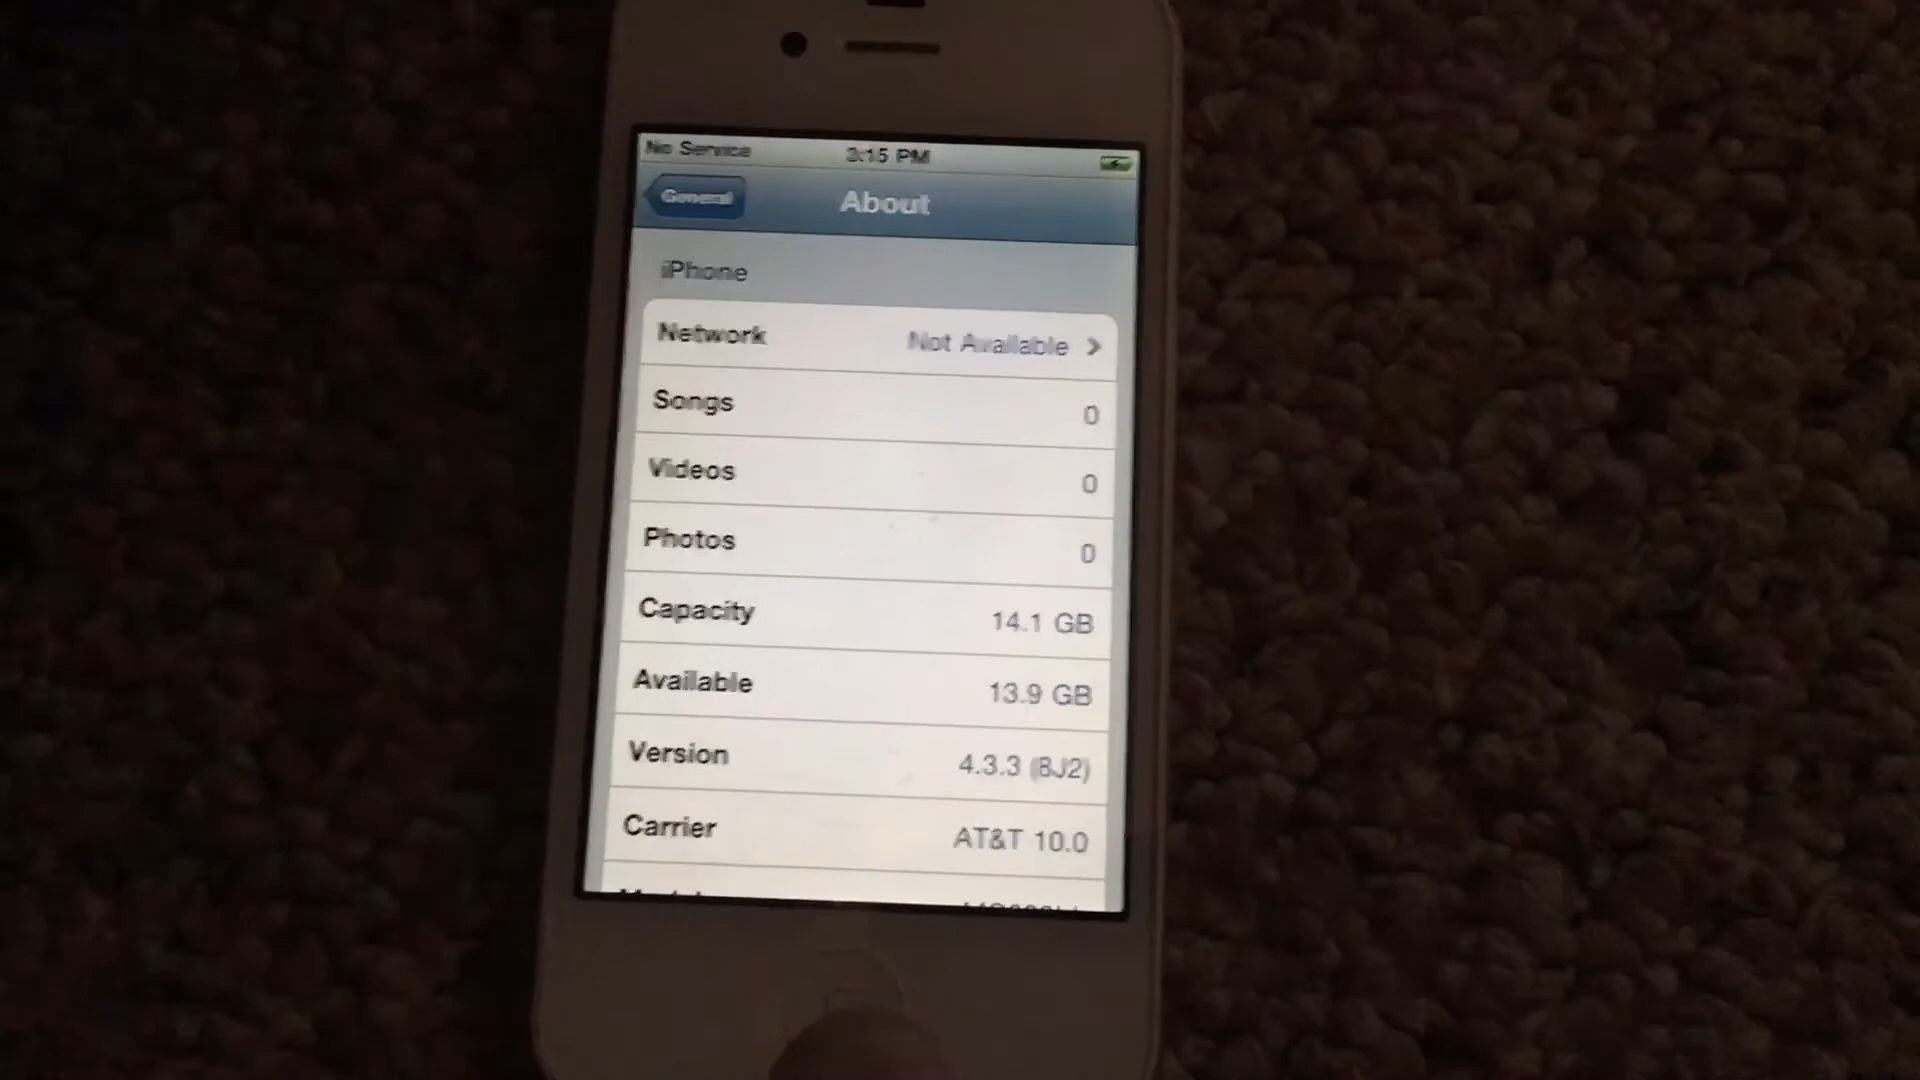 No Service 3:15 PM
General About
iPhone
Network Not Available
Songs 0
Videos 0
Photos 0
Capacity 14.1 GB
Available 13.9 GB
Version 4.3.3 (8J2)
Carrier AT&T 10.0